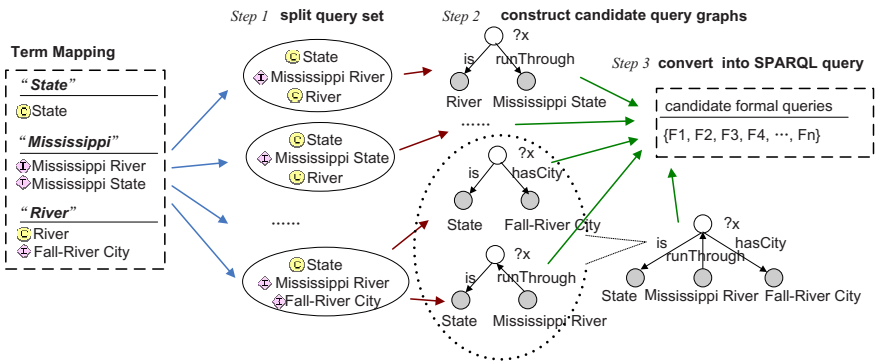 Step 1 split query set
Step 2 construct candidate query graphs
Step 3 convert into SPARQL query
Term Mapping
"State"
C State
"Mississippi"
I Mississippi River
I Mississippi State
"River"
C River
I Fall-River City
C State
I Mississippi River
C River
C State
I Mississippi State
C River
......
C State
I Mississippi River
I Fall-River City
?x
is
runThrough
River
Mississippi State
......
?x
is
hasCity
State
Fall-River City
?x
is
runThrough
State
Mississippi River
candidate formal queries
{F1, F2, F3, F4, ..., Fn}
?x
is
runThrough
hasCity
State
Mississippi River
Fall-River City